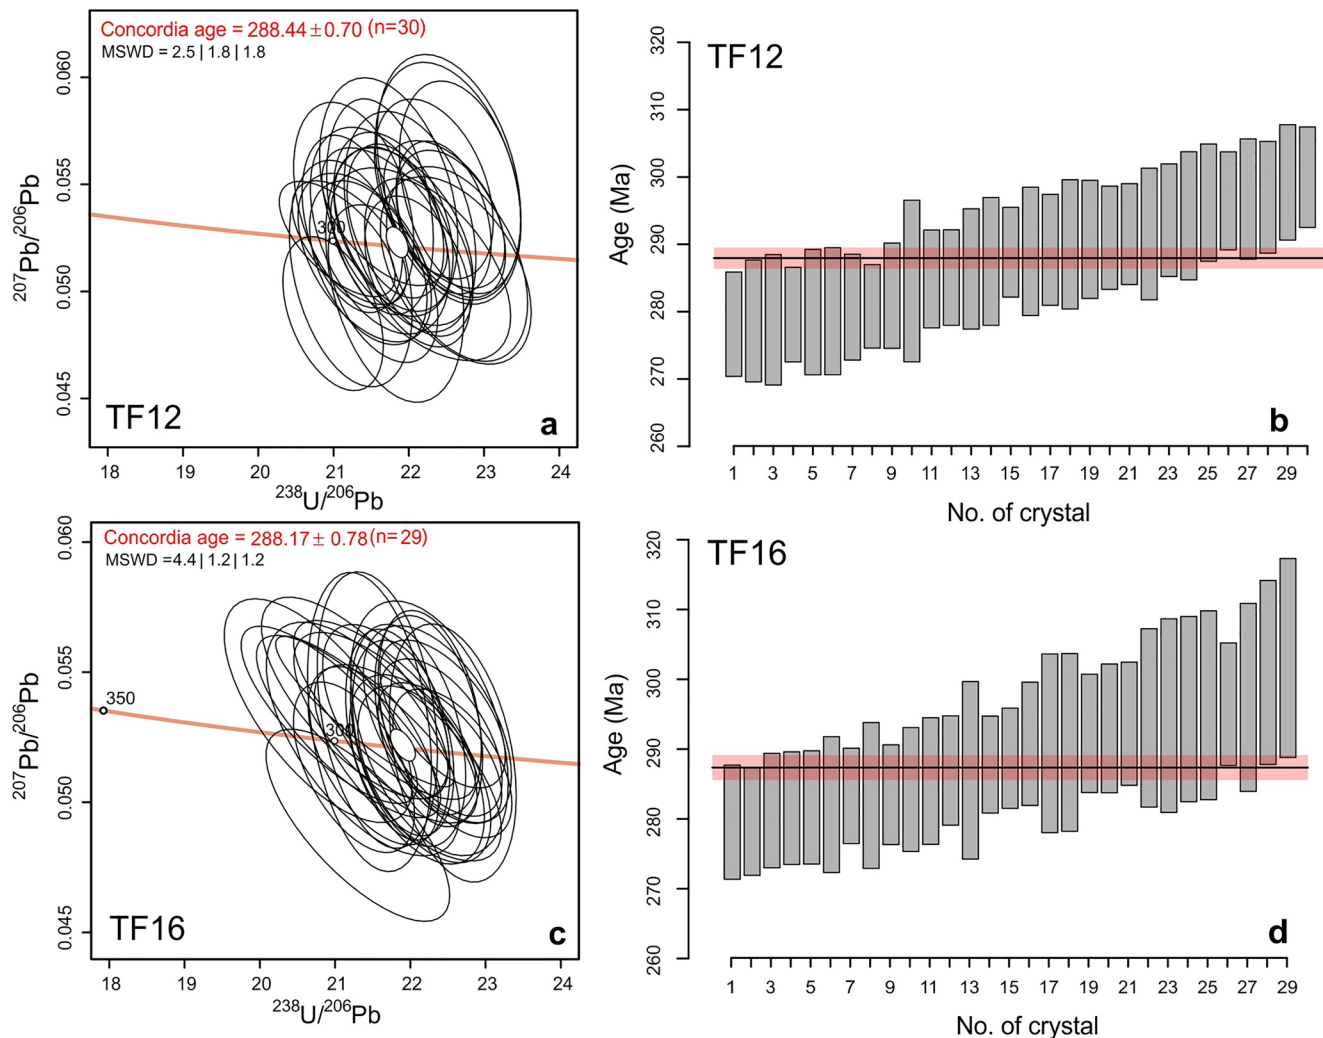 Concordia age = 288.44 ± 0.70 (n=30)
MSWD = 2.5 | 1.8 | 1.8
²⁰⁷Pb/²⁰⁶Pb
0.060
0.055
0.050
0.045
300
TF12
a
18 19 20 21 22 23 24
²³⁸U/²⁰⁶Pb
TF12
Age (Ma)
320
310
300
290
280
270
260
b
1 3 5 7 9 11 13 15 17 19 21 23 25 27 29
No. of crystal
Concordia age = 288.17 ± 0.78 (n=29)
MSWD =4.4 | 1.2 | 1.2
²⁰⁷Pb/²⁰⁶Pb
0.060
0.055
0.050
0.045
350
300
TF16
c
18 19 20 21 22 23 24
²³⁸U/²⁰⁶Pb
TF16
Age (Ma)
320
310
300
290
280
270
260
d
1 3 5 7 9 11 13 15 17 19 21 23 25 27 29
No. of crystal